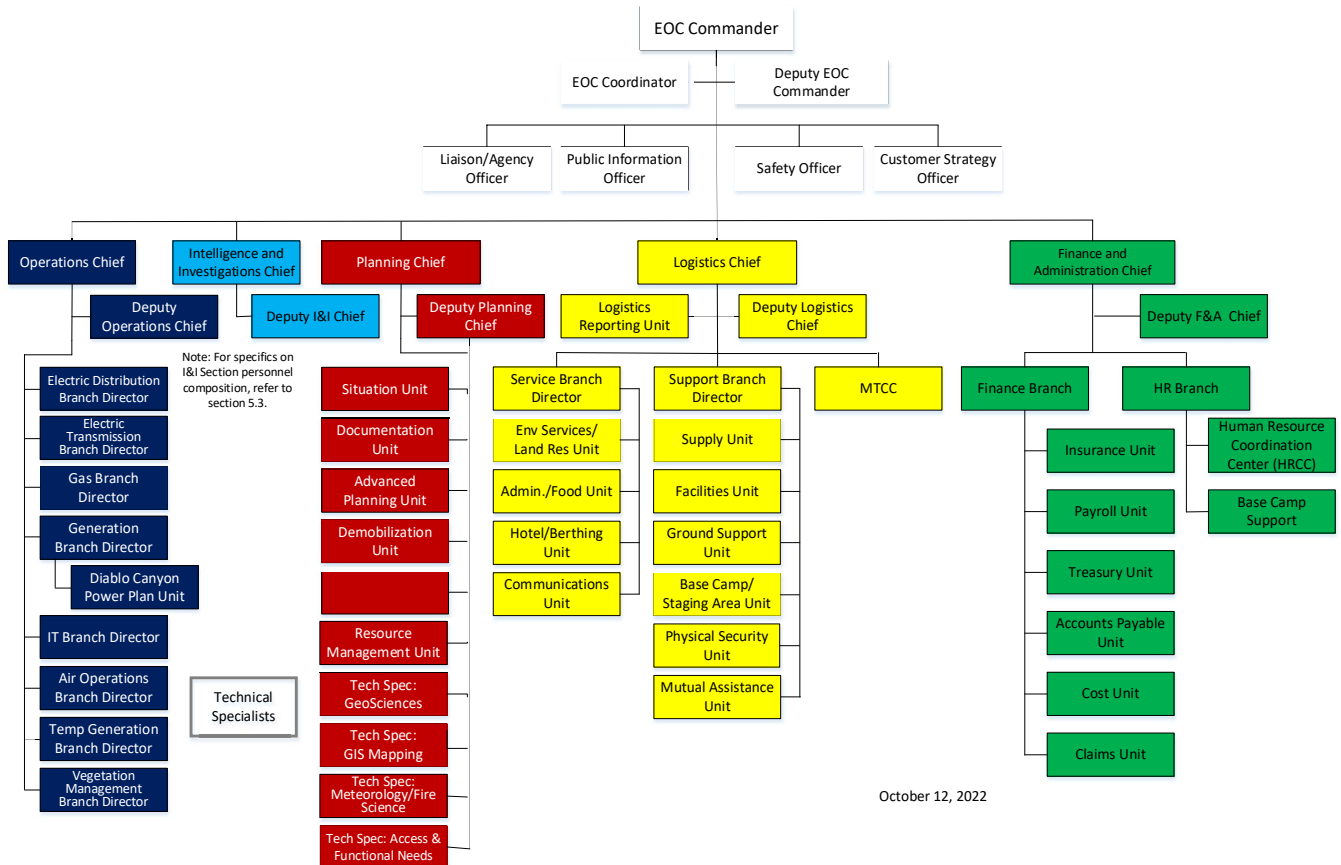 EOC Commander
EOC Coordinator
Deputy EOC
Commander
Liaison/Agency
Officer
Public Information
Officer
Safety Officer
Customer Strategy
Officer
Operations Chief
Intelligence and
Investigations Chief
Planning Chief
Logistics Chief
Finance and
Administration Chief
Deputy
Operations Chief
Deputy I&I Chief
Deputy Planning
Chief
Logistics
Reporting Unit
Deputy Logistics
Chief
Deputy F&A Chief
Note: For specifics on
I&I Section personnel
composition, refer to
section 5.3.
Electric Distribution
Branch Director
Electric
Transmission
Branch Director
Gas Branch
Director
Generation
Branch Director
Diablo Canyon
Power Plan Unit
IT Branch Director
Air Operations
Branch Director
Temp Generation
Branch Director
Vegetation
Management
Branch Director
Technical
Specialists
Situation Unit
Documentation
Unit
Advanced
Planning Unit
Demobilization
Unit
Resource
Management Unit
Tech Spec:
GeoSciences
Tech Spec:
GIS Mapping
Tech Spec:
Meteorology/Fire
Science
Tech Spec: Access &
Functional Needs
Service Branch
Director
Env Services/
Land Res Unit
Admin./Food Unit
Hotel/Berthing
Unit
Communications
Unit
Support Branch
Director
Supply Unit
Facilities Unit
Ground Support
Unit
Base Camp/
Staging Area Unit
Physical Security
Unit
Mutual Assistance
Unit
MTCC
Finance Branch
Insurance Unit
Payroll Unit
Treasury Unit
Accounts Payable
Unit
Cost Unit
Claims Unit
HR Branch
Human Resource
Coordination
Center (HRCC)
Base Camp
Support
October 12, 2022